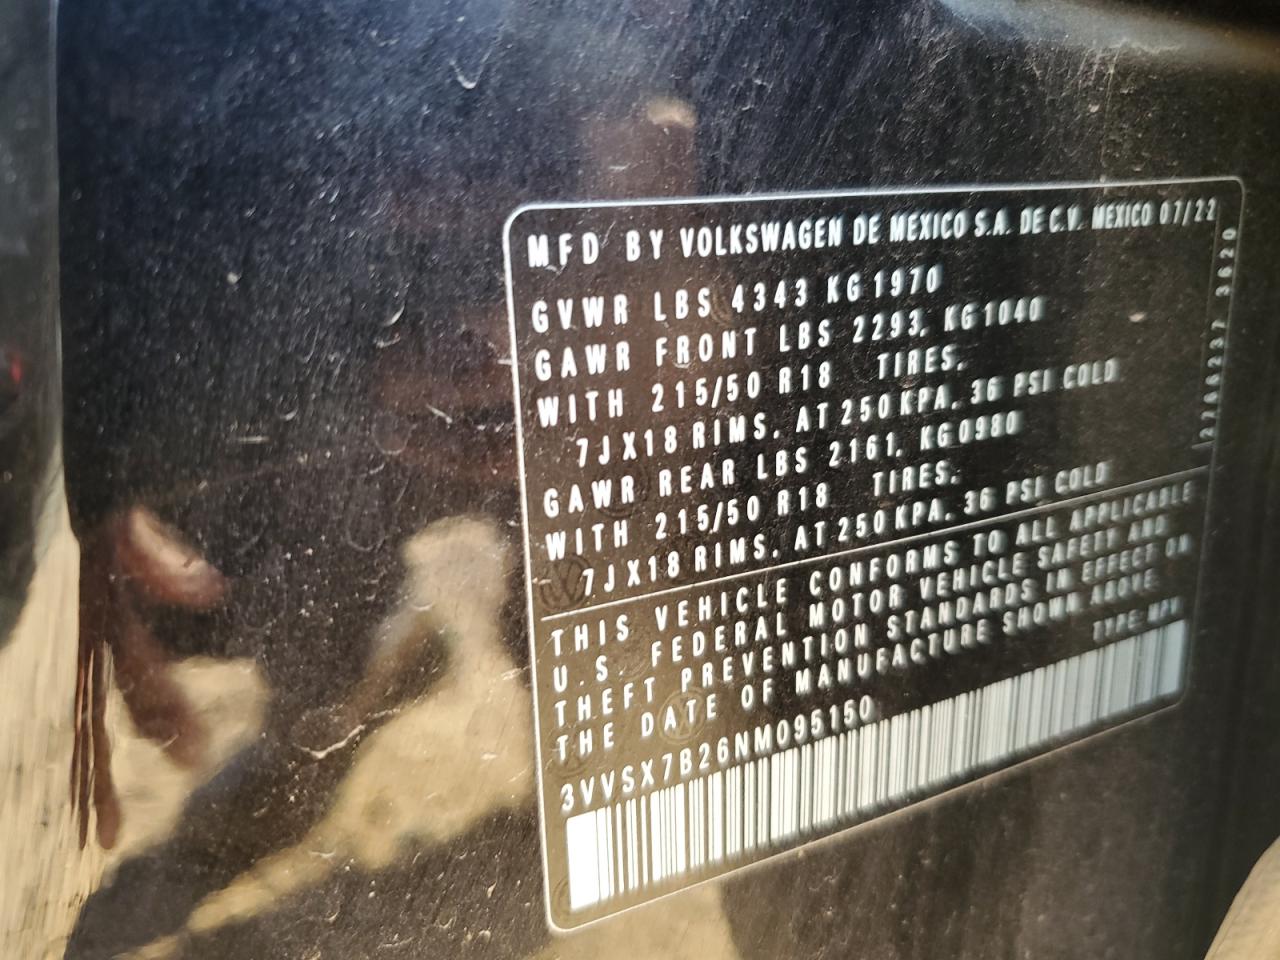 MFD BY VOLKSWAGEN DE MEXICO S.A. DE C.V. MEXICO 07/22
GVWR LBS 4343 KG 1970
GAWR FRONT LBS 2293, KG 1040
WITH 215/50 R18 TIRES,
7J X18 RIMS, AT 250 KPA, 36 PSI COLD
GAWR REAR LBS 2161, KG 0980
WITH 215/50 R18 TIRES,
7J X18 RIMS, AT 250 KPA, 36 PSI COLD
THIS VEHICLE CONFORMS TO ALL APPLICABLE
U.S. FEDERAL MOTOR VEHICLE SAFETY AND
THEFT PREVENTION STANDARDS IN EFFECT ON
THE DATE OF MANUFACTURE SHOWN ABOVE
TYPE: MPV
3VVSX7B26NM095150